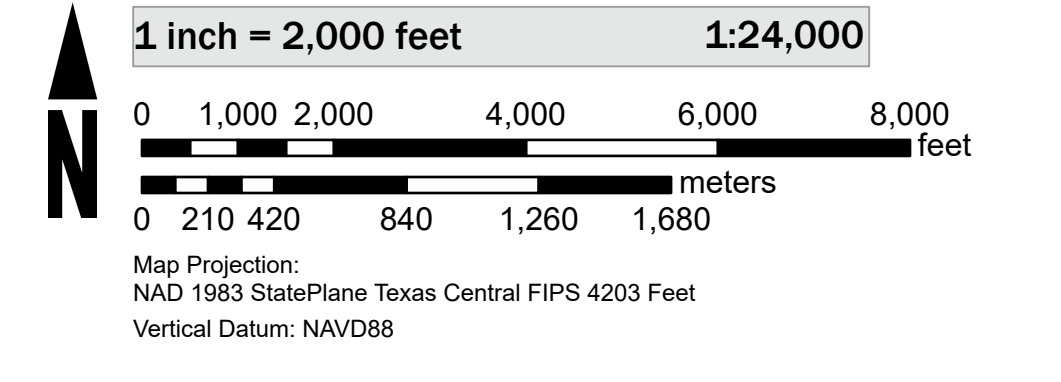 1 inch = 2,000 feet 1:24,000
0 1,000 2,000 4,000 6,000 8,000
feet
meters
0 210 420 840 1,260 1,680
N
Map Projection:
NAD 1983 StatePlane Texas Central FIPS 4203 Feet
Vertical Datum: NAVD88